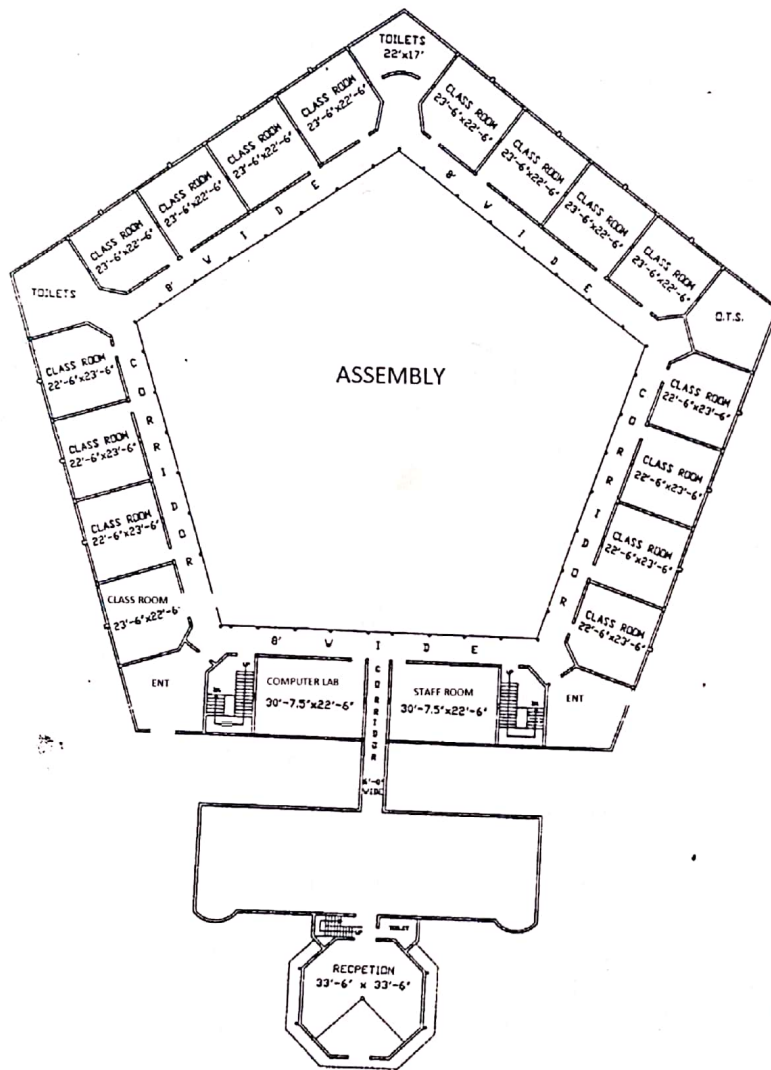 TOILETS
22'x17'
CLASS ROOM
23'-6"x22'-6"
CLASS ROOM
23'-6"x22'-6"
CLASS ROOM
23'-6"x22'-6"
CLASS ROOM
23'-6"x22'-6"
CLASS ROOM
23'-6"x22'-6"
CLASS ROOM
23'-6"x22'-6"
CLASS ROOM
23'-6"x22'-6"
CLASS ROOM
23'-6"x22'-6"
8' WIDE
8' WIDE
TOILETS
O.T.S.
ASSEMBLY
CLASS ROOM
22'-6"x23'-6"
CLASS ROOM
22'-6"x23'-6"
CLASS ROOM
22'-6"x23'-6"
CLASS ROOM
23'-6"x22'-6"
CORRIDOR
CORRIDOR
CLASS ROOM
22'-6"x23'-6"
CLASS ROOM
22'-6"x23'-6"
CLASS ROOM
22'-6"x23'-6"
CLASS ROOM
22'-6"x23'-6"
8' WIDE
ENT
COMPUTER LAB
30'-7.5"x22'-6"
CORRIDOR
6'-0"
WIDE
STAFF ROOM
30'-7.5"x22'-6"
ENT
TOILET
RECPETION
33'-6" x 33'-6"